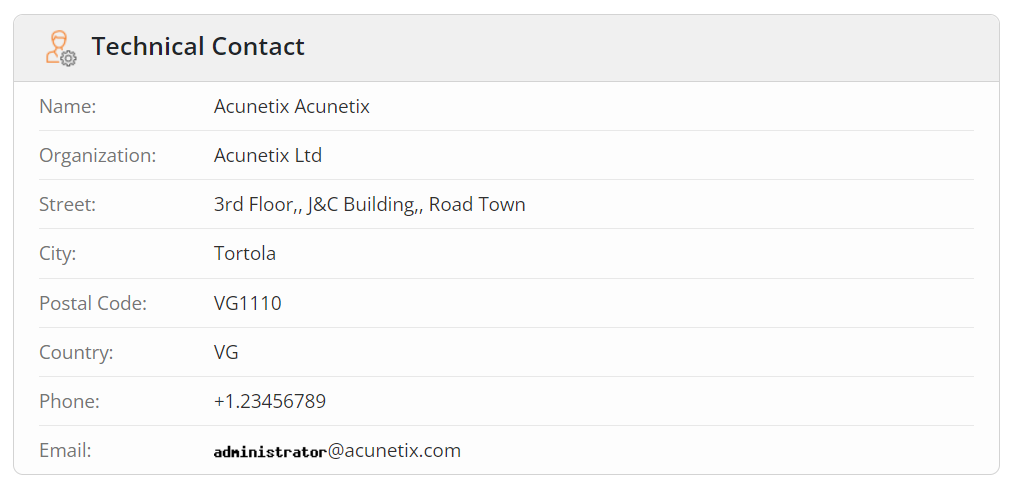 Technical Contact
Name: Acunetix Acunetix
Organization: Acunetix Ltd
Street: 3rd Floor,, J&C Building,, Road Town
City: Tortola
Postal Code: VG1110
Country: VG
Phone: +1.23456789
Email: administrator@acunetix.com